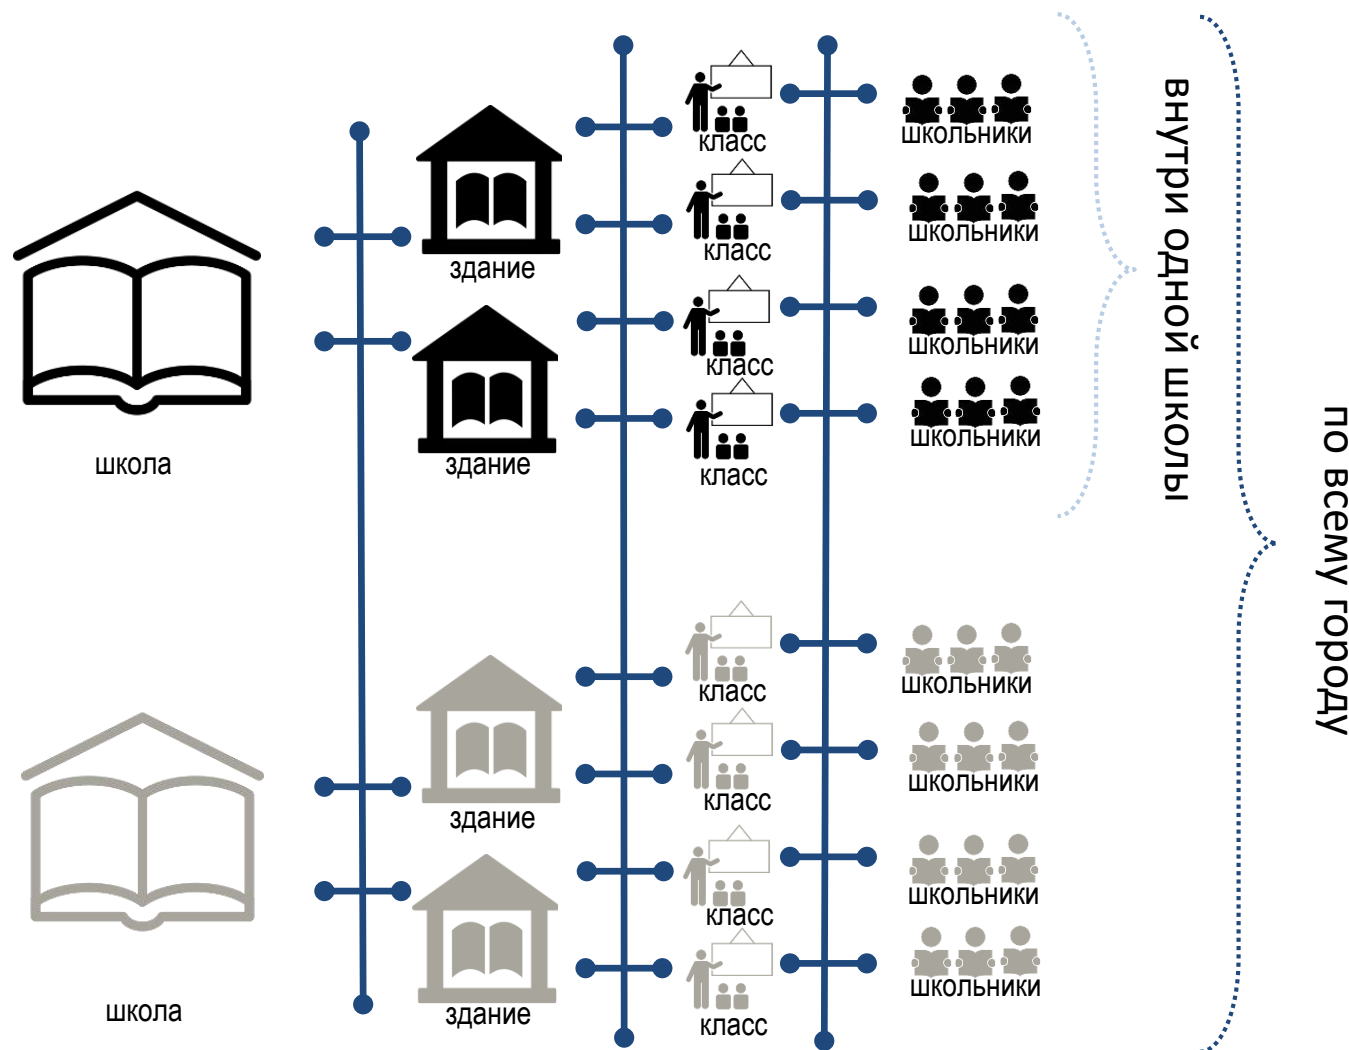 школа
здание
здание
класс
класс
класс
класс
школьники
школьники
школьники
школьники
внутри одной школы
школа
здание
здание
класс
класс
класс
класс
школьники
школьники
школьники
школьники
по всему городу